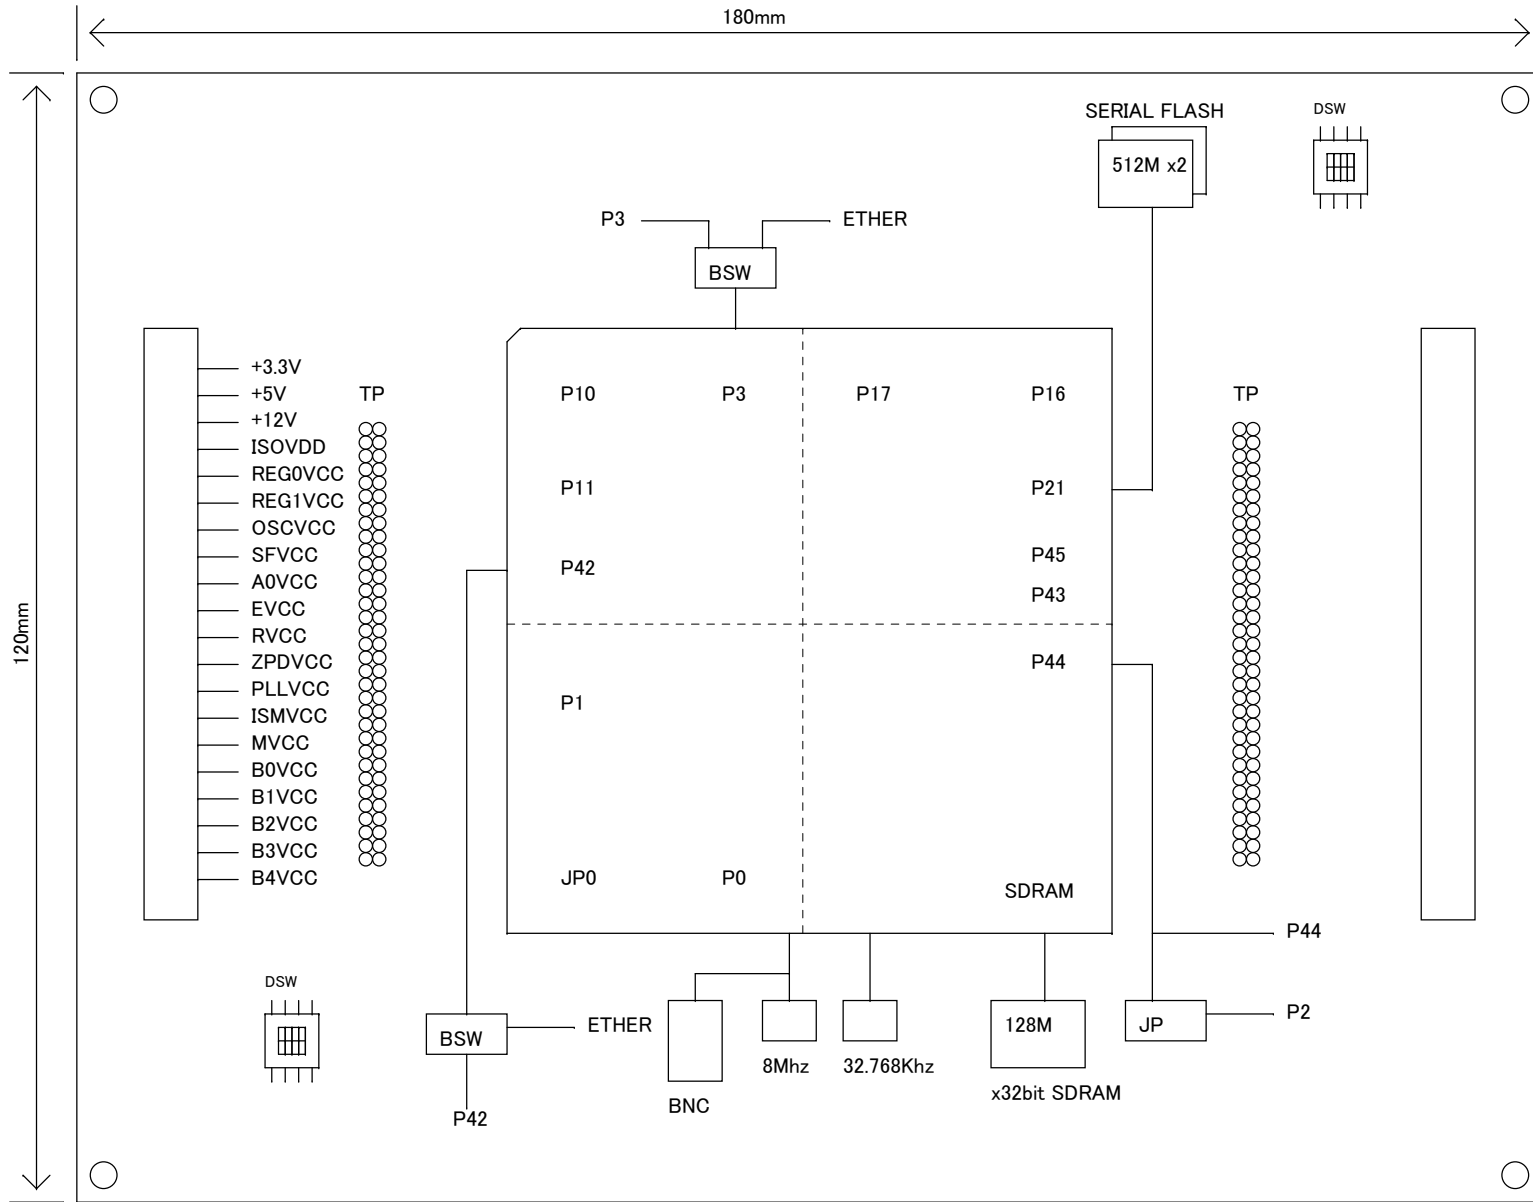 180mm
SERIAL FLASH
DSW
512M x2
P3
ETHER
BSW
+3.3V
+5V
TP
P10
P3
P17
P16
TP
+12V
ISOVDD
REG0VCC
P11
P21
REG1VCC
OSCVCC
SFVCC
P42
P45
A0VCC
P43
EVCC
120mm
RVCC
ZPDVCC
P44
PLLVCC
P1
ISMVCC
MVCC
B0VCC
B1VCC
B2VCC
B3VCC
B4VCC
JP0
P0
SDRAM
P44
DSW
BSW
ETHER
128M
JP
P2
8Mhz
32.768Khz
BNC
x32bit SDRAM
P42